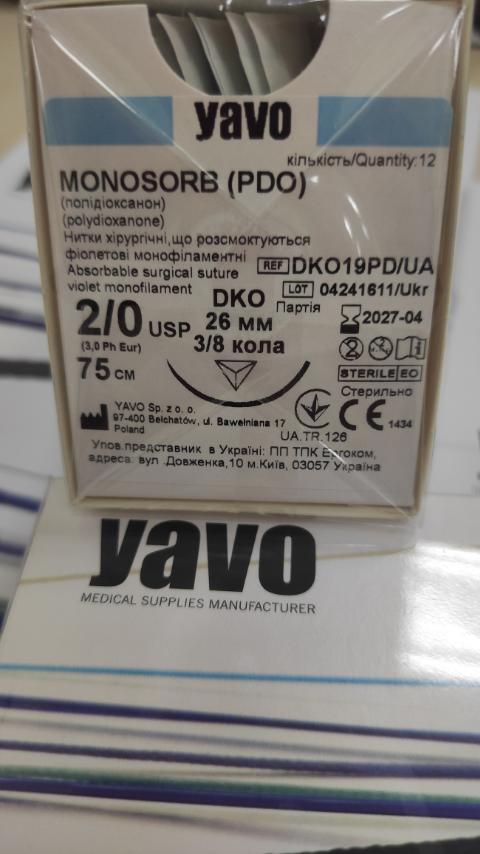 yavo
кількість/Quantity: 12
MONOSORB (PDO)
(полідіоксанон)
(polydioxanone)
Нитки хірургічні,що розсмоктуються
фіолетові монофіламентні
Absorbable surgical suture
violet monofilament
REF DKO19PD/UA
LOT 04241611/Ukr
Партія
2/0 USP
(3,0 Ph Eur)
75 см
DKO
26 мм
3/8 кола
2027-04
2
STERILE EO
Стерильно
YAVO Sp. z o. o.
97-400 Bełchatów, ul. Bawełniana 17
Poland
UA.TR.126
CE 1434
Упов.представник в Україні: ПП ТПК Ергоком,
адреса: вул .Довженка,10 м.Київ, 03057 Україна
yavo
MEDICAL SUPPLIES MANUFACTURER